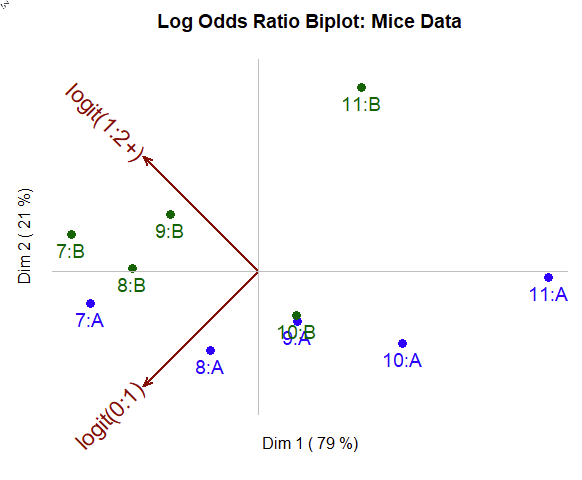 Log Odds Ratio Biplot: Mice Data
logit(1:2+)
11:B
9:B
7:B
8:B
Dim 2 ( 21 %)
7:A
11:A
10:B
9:A
8:A
10:A
logit(0:1)
Dim 1 ( 79 %)